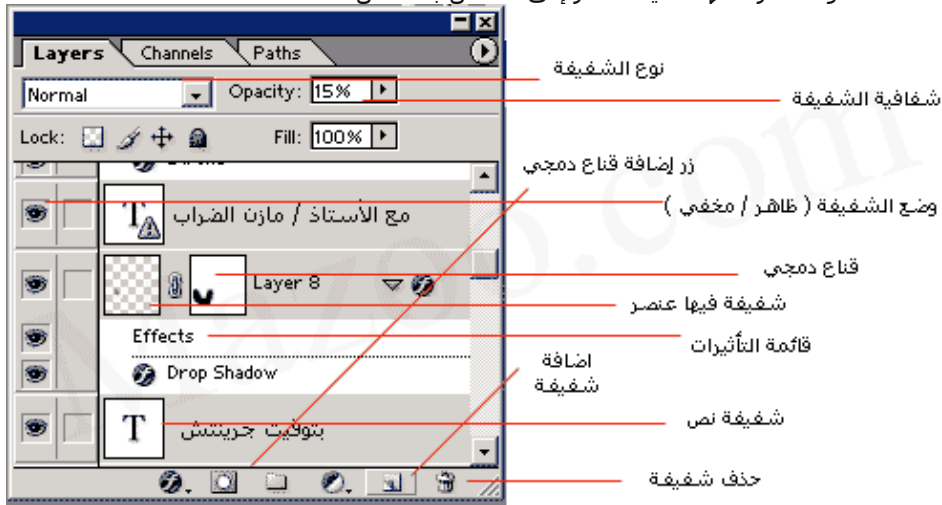 Layers Channels Paths
نوع الشفيفة
Normal Opacity: 15%
شفافية الشفيفة
Lock: Fill: 100%
زر إضافة قناع دمجي
مع الأستاذ / مازن الضراب
وضع الشفيفة ( ظاهر / مخفي )
قناع دمجي
Layer 8
شفيفة فيها عنصر
Effects
قائمة التأثيرات
اضافة
شفيفة
Drop Shadow
شفيفة نص
T بتوقيت جرينتش
حذف شفيفة